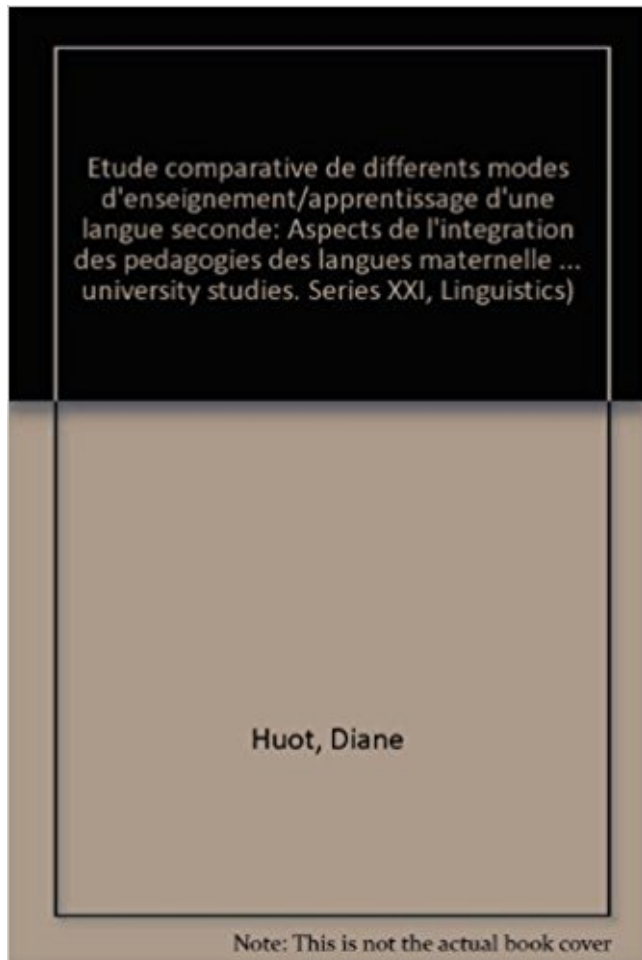 Etude comparative de differents modes
d'enseignement/apprentissage d'une
langue seconde: Aspects de l'integration
des pedagogies des langues maternelle ...
university studies. Series XXI, Linguistics)
Huot, Diane
Note: This is not the actual book cover